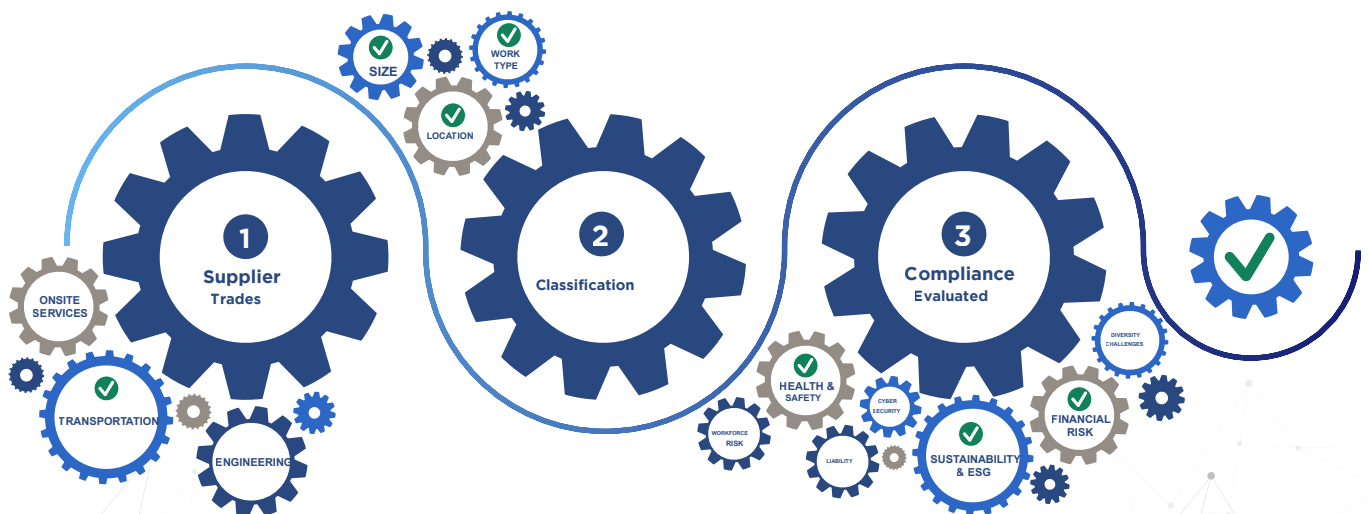 SIZE
WORK
TYPE
LOCATION
1
Supplier
Trades
2
Classification
3
Compliance
Evaluated
ONSITE
SERVICES
TRANSPORTATION
ENGINEERING
HEALTH &
SAFETY
WORKFORCE
RISK
LIABILITY
CYBER
SECURITY
SUSTAINABILITY
& ESG
FINANCIAL
RISK
DIVERSITY
CHALLENGES